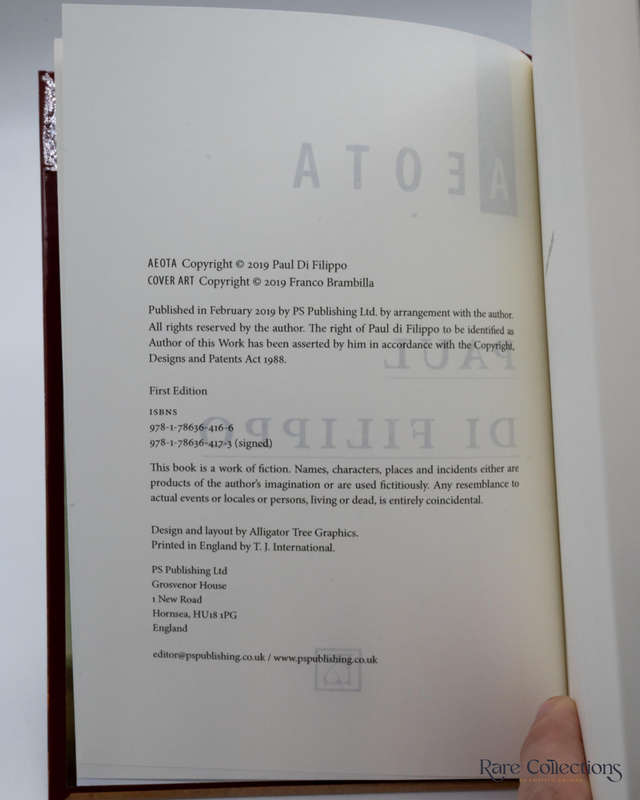 AEOTA
AEOTA Copyright © 2019 Paul Di Filippo
COVER ART Copyright © 2019 Franco Brambilla
Published in February 2019 by PS Publishing Ltd. by arrangement with the author.
All rights reserved by the author. The right of Paul di Filippo to be identified as
Author of this Work has been asserted by him in accordance with the Copyright,
Designs and Patents Act 1988.
PAUL
First Edition
ISBNS
978-1-78636-416-6
DI FILIPPO
978-1-78636-417-3 (signed)
This book is a work of fiction. Names, characters, places and incidents either are
products of the author's imagination or are used fictitiously. Any resemblance to
actual events or locales or persons, living or dead, is entirely coincidental.
Design and layout by Alligator Tree Graphics.
Printed in England by T. J. International.
PS Publishing Ltd
Grosvenor House
1 New Road
Hornsea, HU18 1PG
England
editor@pspublishing.co.uk / www.pspublishing.co.uk
Rare Collections